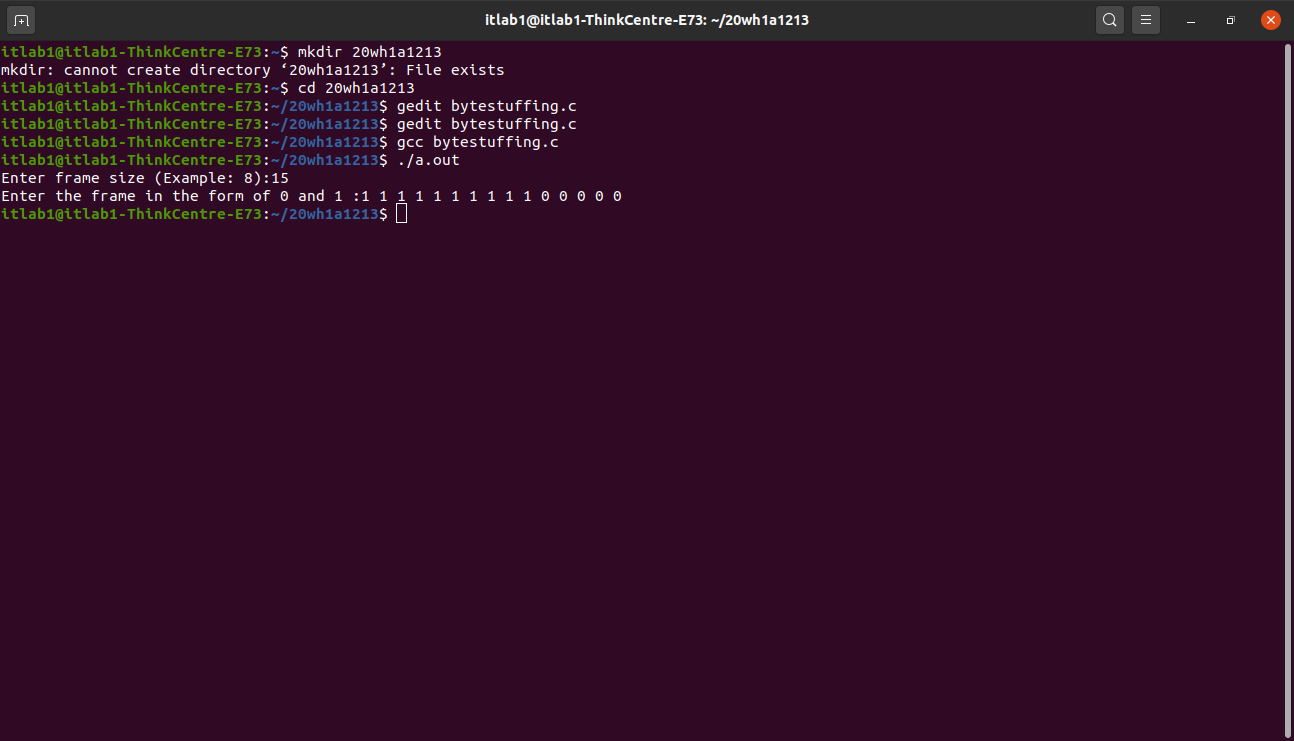 itlab1@itlab1-ThinkCentre-E73: ~/20wh1a1213
itlab1@itlab1-ThinkCentre-E73:~$ mkdir 20wh1a1213
mkdir: cannot create directory ‘20wh1a1213’: File exists
itlab1@itlab1-ThinkCentre-E73:~$ cd 20wh1a1213
itlab1@itlab1-ThinkCentre-E73:~/20wh1a1213$ gedit bytestuffing.c
itlab1@itlab1-ThinkCentre-E73:~/20wh1a1213$ gedit bytestuffing.c
itlab1@itlab1-ThinkCentre-E73:~/20wh1a1213$ gcc bytestuffing.c
itlab1@itlab1-ThinkCentre-E73:~/20wh1a1213$ ./a.out
Enter frame size (Example: 8):15
Enter the frame in the form of 0 and 1 :1 1 1 1 1 1 1 1 1 1 0 0 0 0 0
itlab1@itlab1-ThinkCentre-E73:~/20wh1a1213$